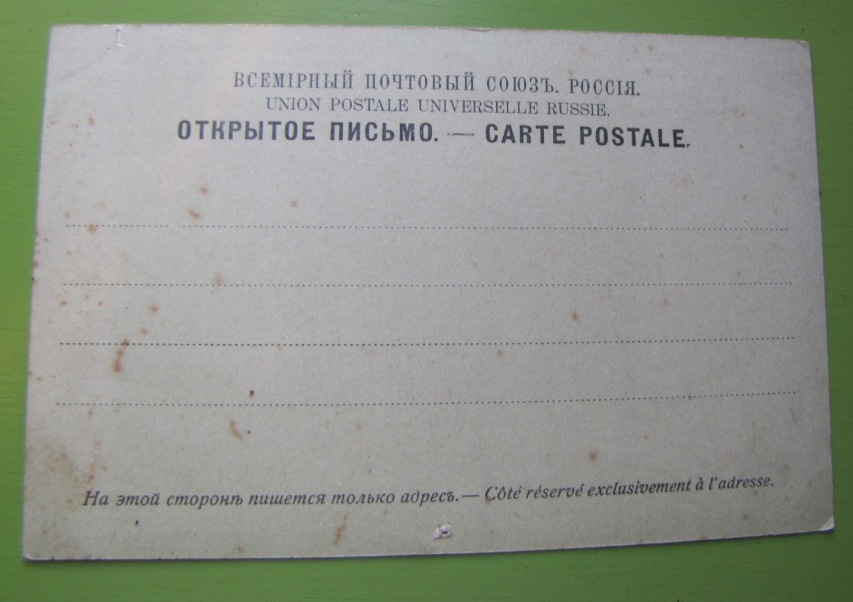 ВСЕМІРНЫЙ ПОЧТОВЫЙ СОЮЗЪ. РОССІЯ.
UNION POSTALE UNIVERSELLE RUSSIE.
ОТКРЫТОЕ ПИСЬМО. — CARTE POSTALE.
На этой сторонѣ пишется только адресъ. — Côté réservé exclusivement à l'adresse.